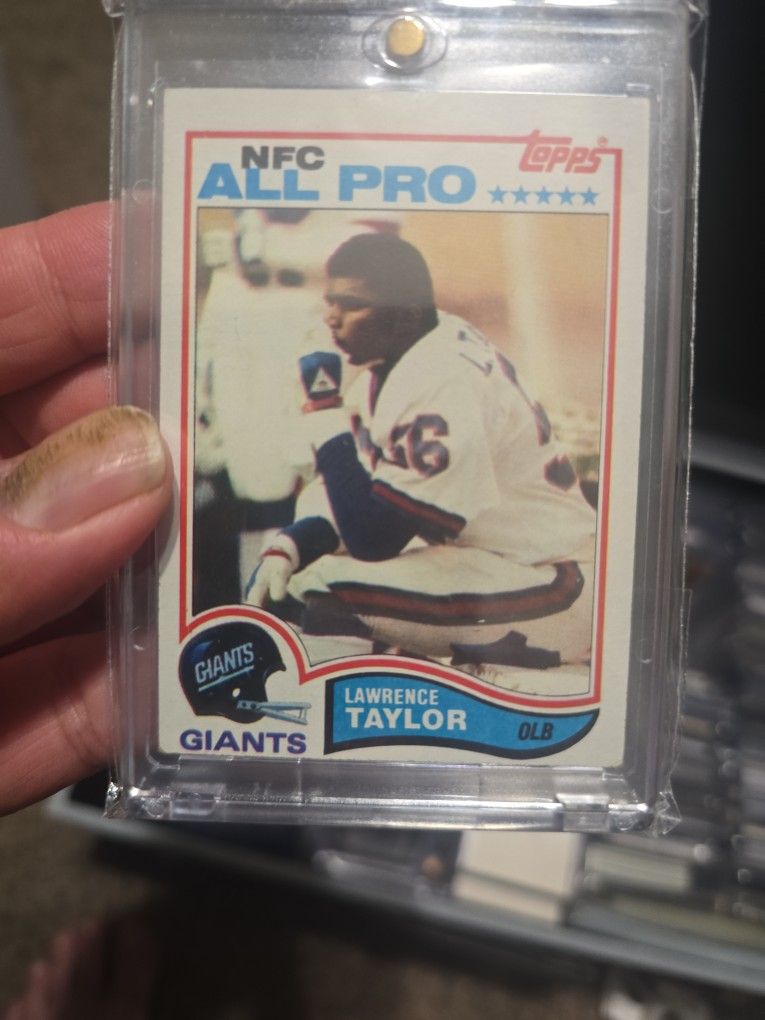 topps®
NFC
ALL PRO
56
GIANTS
LAWRENCE
TAYLOR
OLB
GIANTS